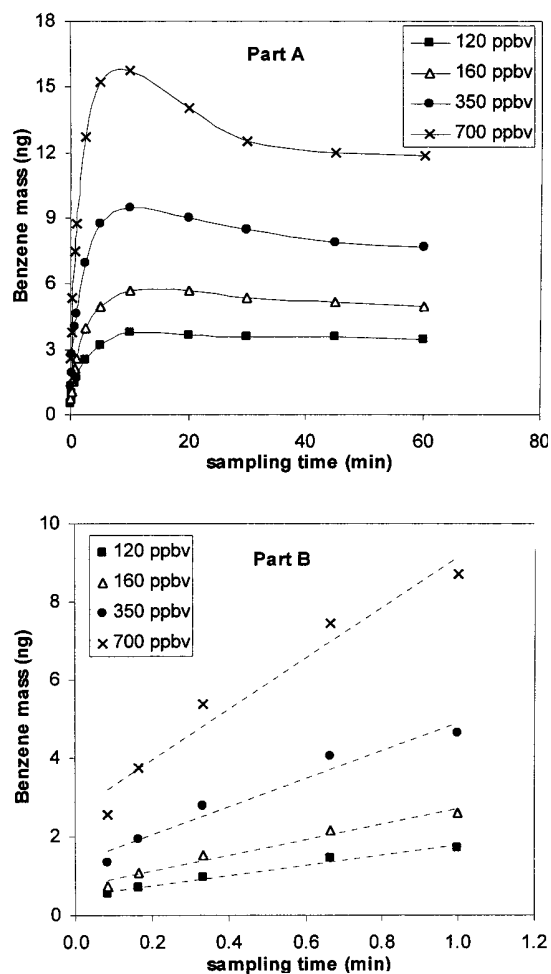 Part A
120 ppbv
160 ppbv
350 ppbv
700 ppbv
Benzene mass (ng)
18
15
12
9
6
3
0
0 20 40 60 80
sampling time (min)
Part B
120 ppbv
160 ppbv
350 ppbv
700 ppbv
Benzene mass (ng)
10
8
6
4
2
0
0.0 0.2 0.4 0.6 0.8 1.0 1.2
sampling time (min)